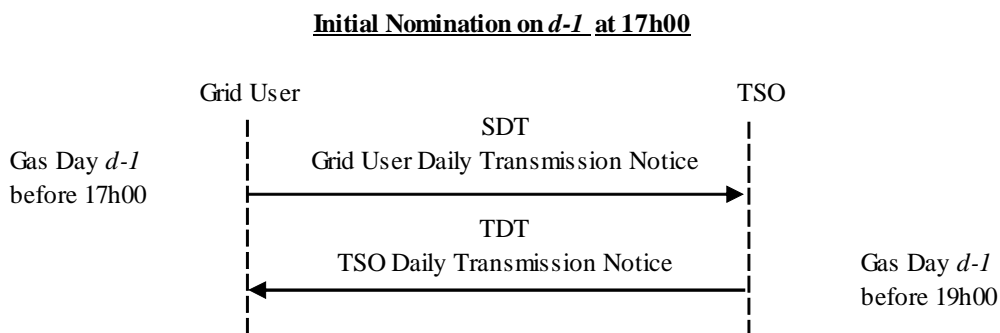 Initial Nomination on d-1 at 17h00
Grid User
TSO
SDT
Gas Day d-1
Grid User Daily Transmission Notice
before 17h00
TDT
TSO Daily Transmission Notice
Gas Day d-1
before 19h00